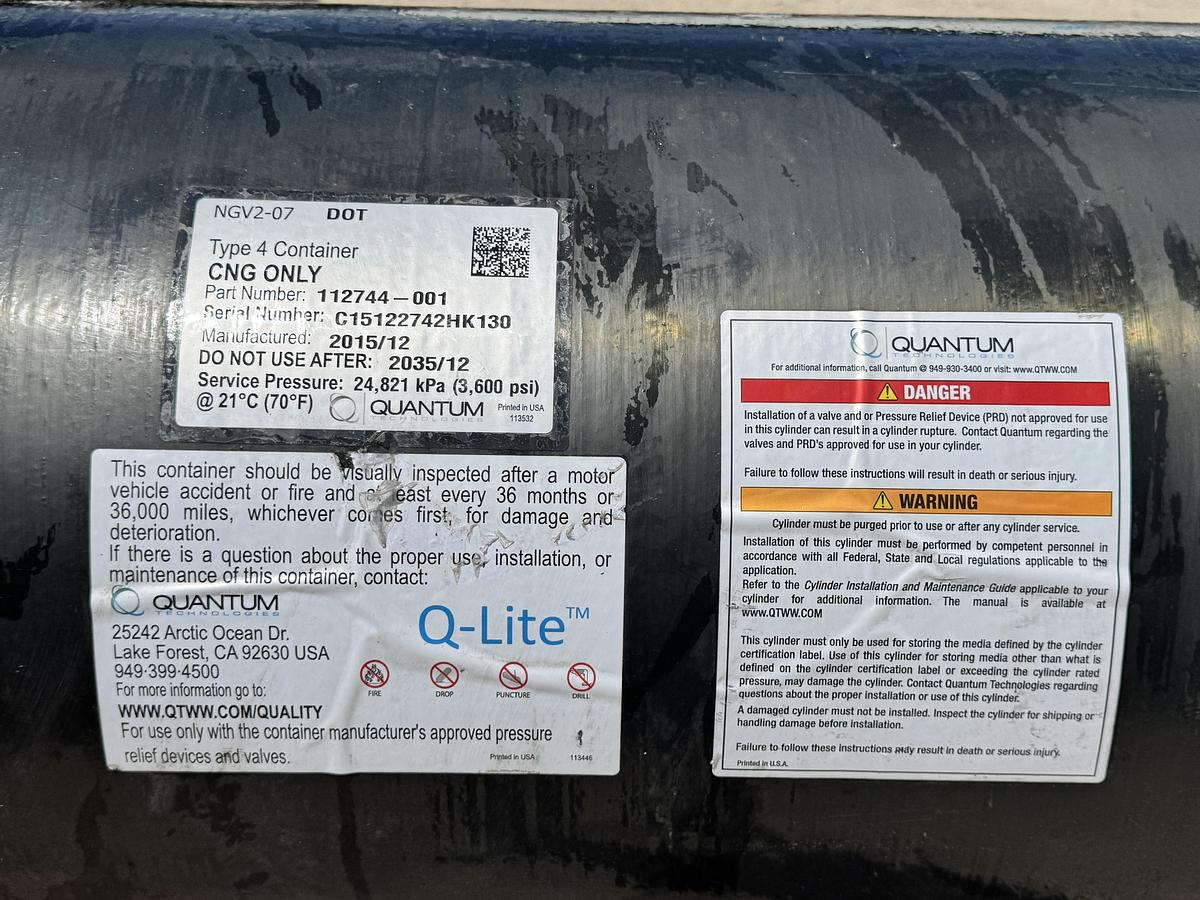 NGV2-07 DOT
Type 4 Container
CNG ONLY
Part Number: 112744-001
Serial Number: C15122742HK130
Manufactured: 2015/12
DO NOT USE AFTER: 2035/12
Service Pressure: 24,821 kPa (3,600 psi)
@ 21°C (70°F) QUANTUM
TECHNOLOGIES
Printed in USA
113532
This container should be visually inspected after a motor
vehicle accident or fire and at least every 36 months or
36,000 miles, whichever comes first, for damage and
deterioration.
If there is a question about the proper use, installation, or
maintenance of this container, contact:
QUANTUM
TECHNOLOGIES
Q-Lite™
25242 Arctic Ocean Dr.
Lake Forest, CA 92630 USA
949·399·4500
For more information go to:
WWW.QTWW.COM/QUALITY
FIRE DROP PUNCTURE DRILL
For use only with the container manufacturer's approved pressure
relief devices and valves.
Printed in USA 113446
QUANTUM
TECHNOLOGIES
For additional information, call Quantum @ 949-930-3400 or visit: www.QTWW.COM
DANGER
Installation of a valve and or Pressure Relief Device (PRD) not approved for use
in this cylinder can result in a cylinder rupture. Contact Quantum regarding the
valves and PRD's approved for use in your cylinder.
Failure to follow these instructions will result in death or serious injury.
WARNING
Cylinder must be purged prior to use or after any cylinder service.
Installation of this cylinder must be performed by competent personnel in
accordance with all Federal, State and Local regulations applicable to the
application.
Refer to the Cylinder Installation and Maintenance Guide applicable to your
cylinder for additional information. The manual is available at
www.QTWW.COM
This cylinder must only be used for storing the media defined by the cylinder
certification label. Use of this cylinder for storing media other than what is
defined on the cylinder certification label or exceeding the cylinder rated
pressure, may damage the cylinder. Contact Quantum Technologies regarding
questions about the proper installation or use of this cylinder.
A damaged cylinder must not be installed. Inspect the cylinder for shipping or
handling damage before installation.
Failure to follow these instructions may result in death or serious injury.
Printed in U.S.A.